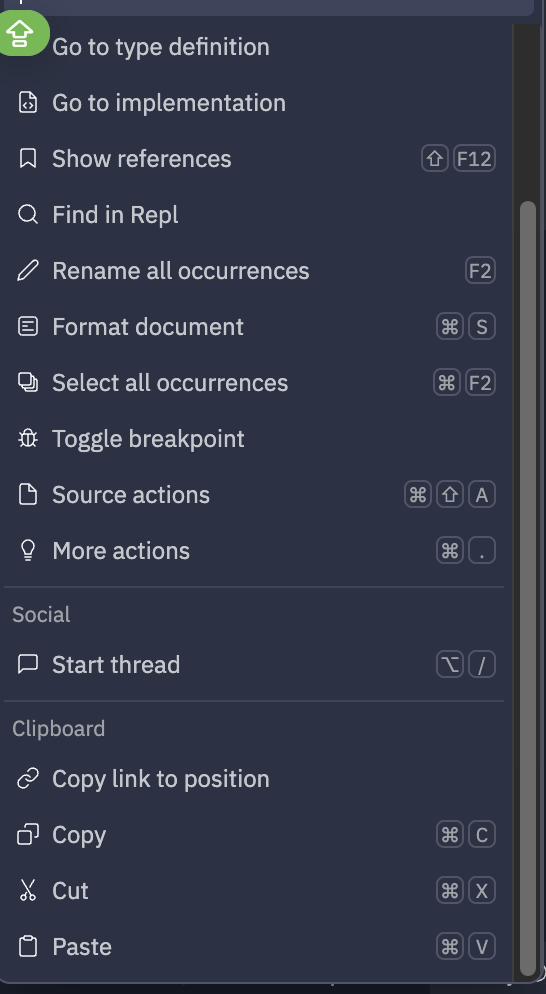 Go to type definition
Go to implementation
Show references ⇧ F12
Find in Repl
Rename all occurrences F2
Format document ⌘ S
Select all occurrences ⌘ F2
Toggle breakpoint
Source actions ⌘ ⇧ A
More actions ⌘ .
Social
Start thread ⌥ /
Clipboard
Copy link to position
Copy ⌘ C
Cut ⌘ X
Paste ⌘ V